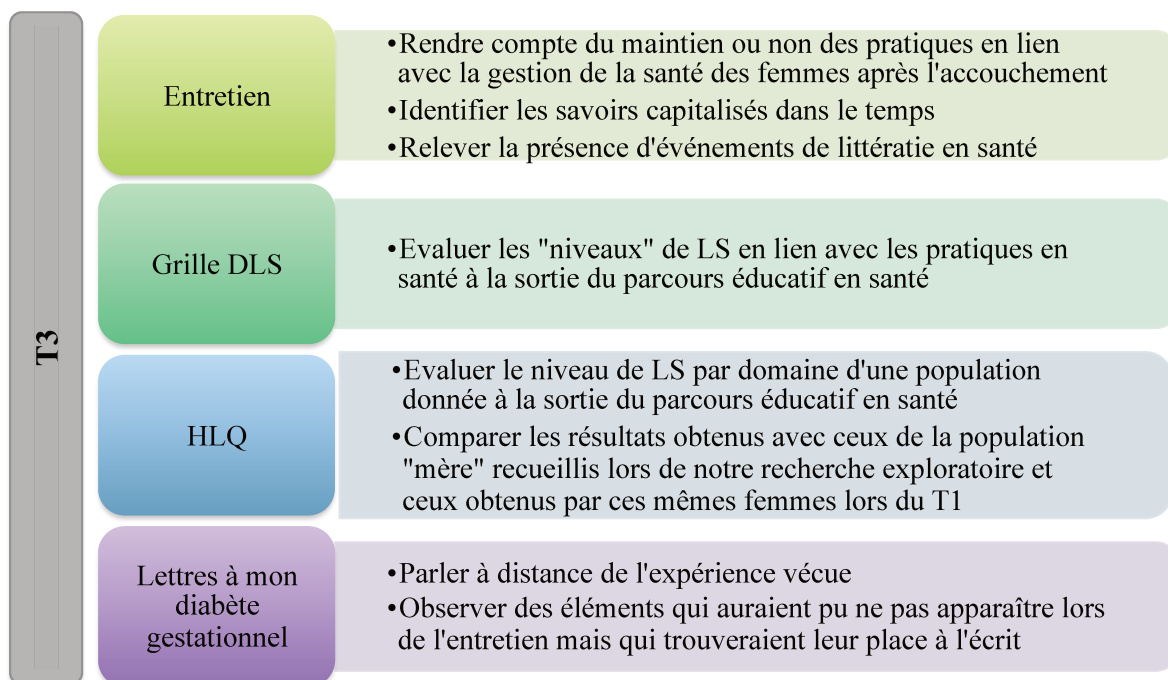 T3
Entretien
•Rendre compte du maintien ou non des pratiques en lien
avec la gestion de la santé des femmes après l'accouchement
•Identifier les savoirs capitalisés dans le temps
•Relever la présence d'événements de littératie en santé
Grille DLS
•Evaluer les "niveaux" de LS en lien avec les pratiques en
santé à la sortie du parcours éducatif en santé
HLQ
•Evaluer le niveau de LS par domaine d'une population
donnée à la sortie du parcours éducatif en santé
•Comparer les résultats obtenus avec ceux de la population
"mère" recueillis lors de notre recherche exploratoire et
ceux obtenus par ces mêmes femmes lors du T1
Lettres à mon
diabète
gestationnel
•Parler à distance de l'expérience vécue
•Observer des éléments qui auraient pu ne pas apparaître lors
de l'entretien mais qui trouveraient leur place à l'écrit